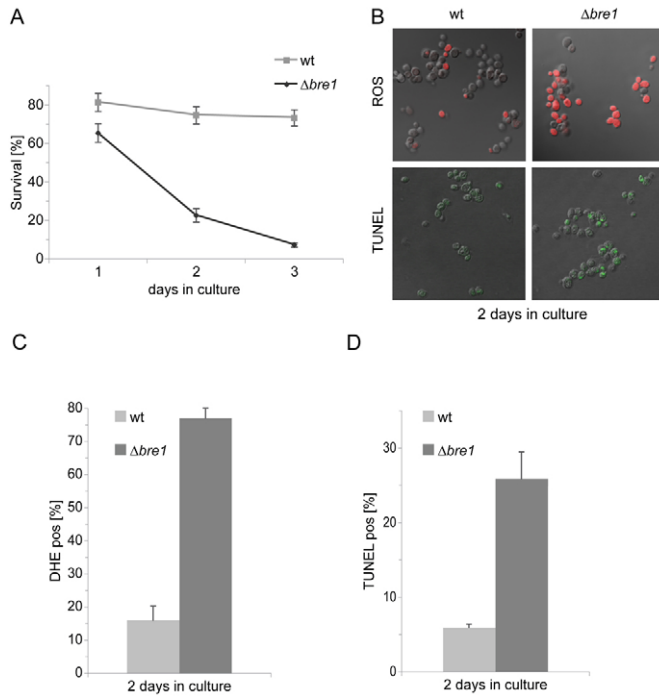 A
wt
Δbre1
Survival [%]
80
60
40
20
0
1 2 3
days in culture
B
wt Δbre1
ROS
TUNEL
2 days in culture
C
wt
Δbre1
DHE pos [%]
80
70
60
50
40
30
20
10
0
2 days in culture
D
wt
Δbre1
TUNEL pos [%]
30
20
10
0
2 days in culture